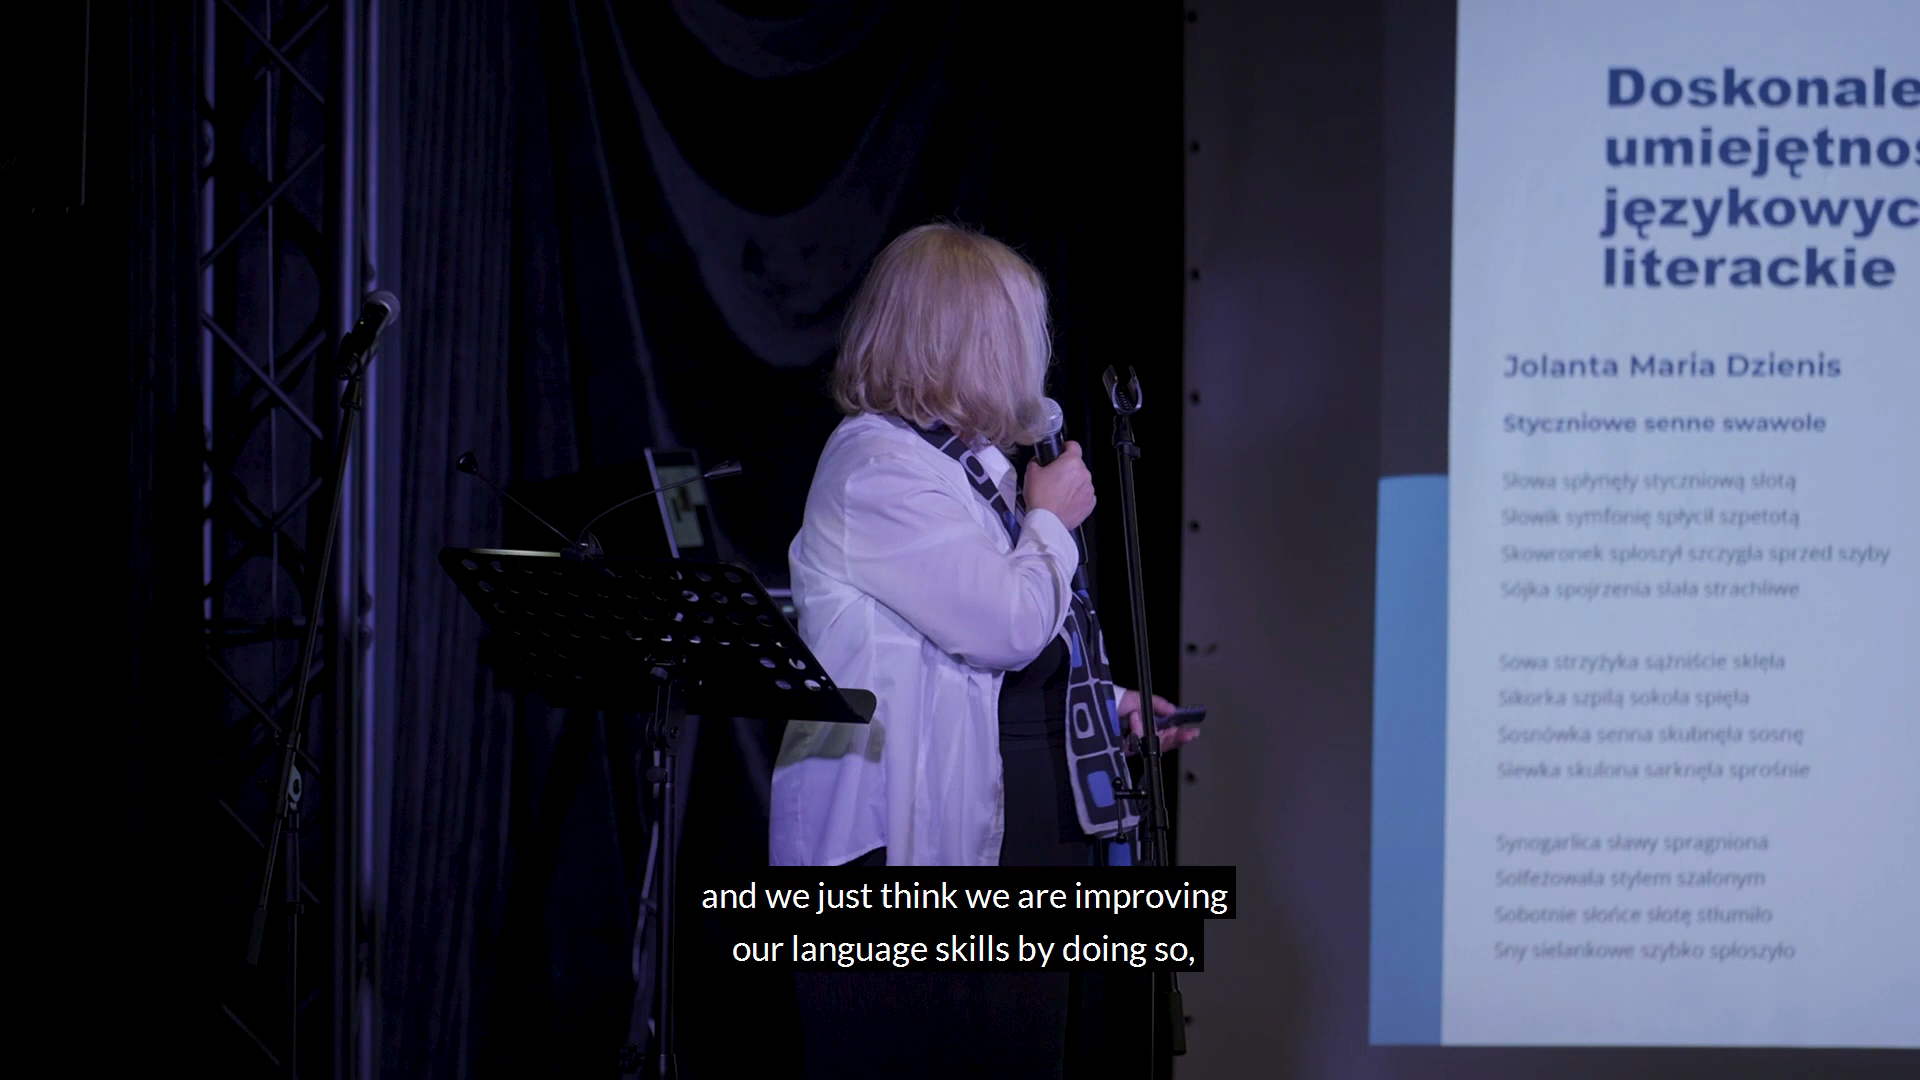 Doskonale
umiejętnoś
językowyc
literackie
Jolanta Maria Dzienis
Styczniowe senne swawole
Słowa spłynęły styczniową słotą
Słowik symfonię spłycił szpetotą
Skowronek spłoszył szczygła sprzed szyby
Sójka spojrzenia słała strachliwe
Sowa strzyżyka sążniście sklęła
Sikorka szpilą sokoła spięła
Sosnówka senna skubnęła sosnę
Siewka skulona sarknęła sprośnie
Synogarlica sławy spragniona
Solfeżowała stylem szalonym
Sobotnie słońce słotę stłumiło
Sny sielankowe szybko spłoszyło
and we just think we are improving
our language skills by doing so,